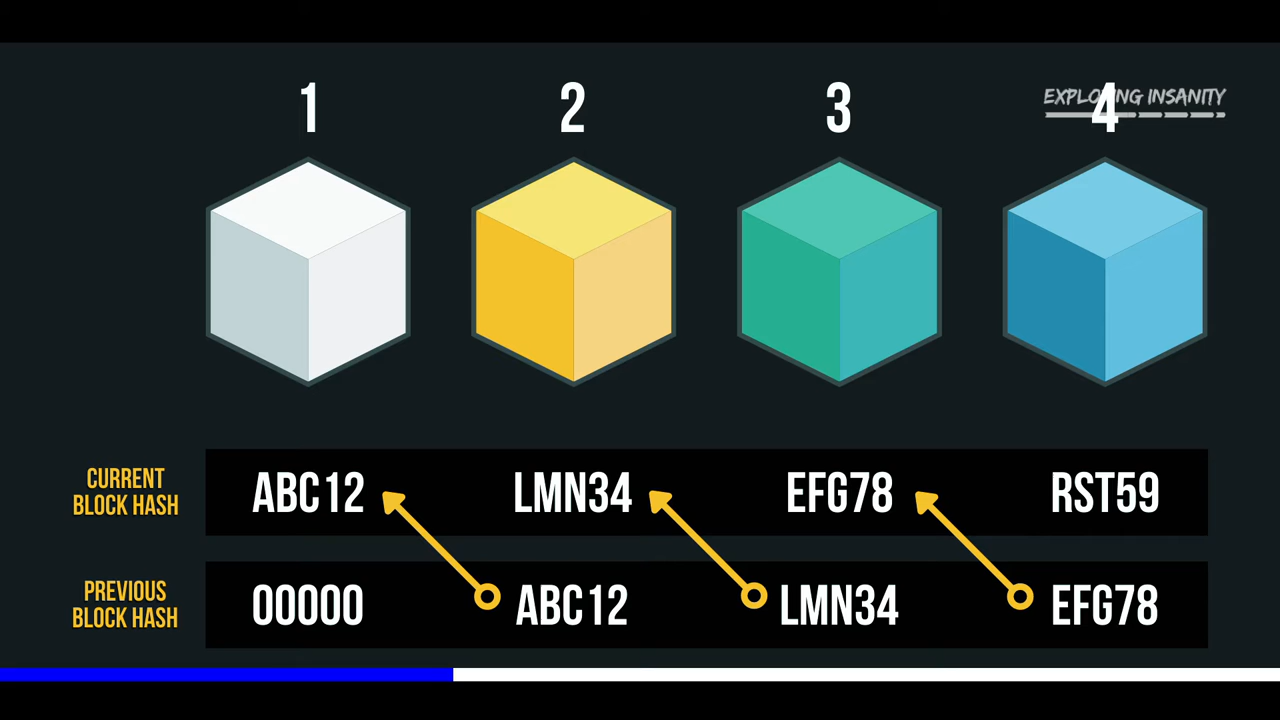 1 2 3 4
EXPLORING INSANITY
CURRENT
BLOCK HASH
ABC12 LMN34 EFG78 RST59
PREVIOUS
BLOCK HASH
00000 ABC12 LMN34 EFG78